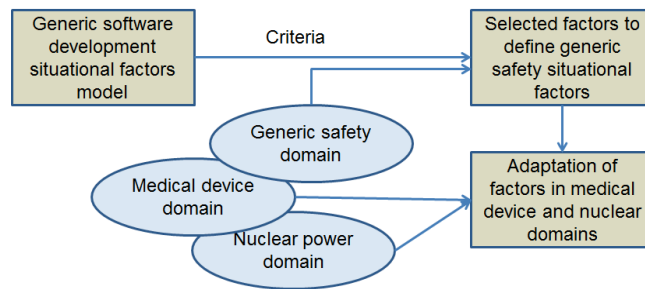 Generic software
development
situational factors
model
Criteria
Selected factors to
define generic
safety situational
factors
Generic safety
domain
Medical device
domain
Nuclear power
domain
Adaptation of
factors in medical
device and nuclear
domains